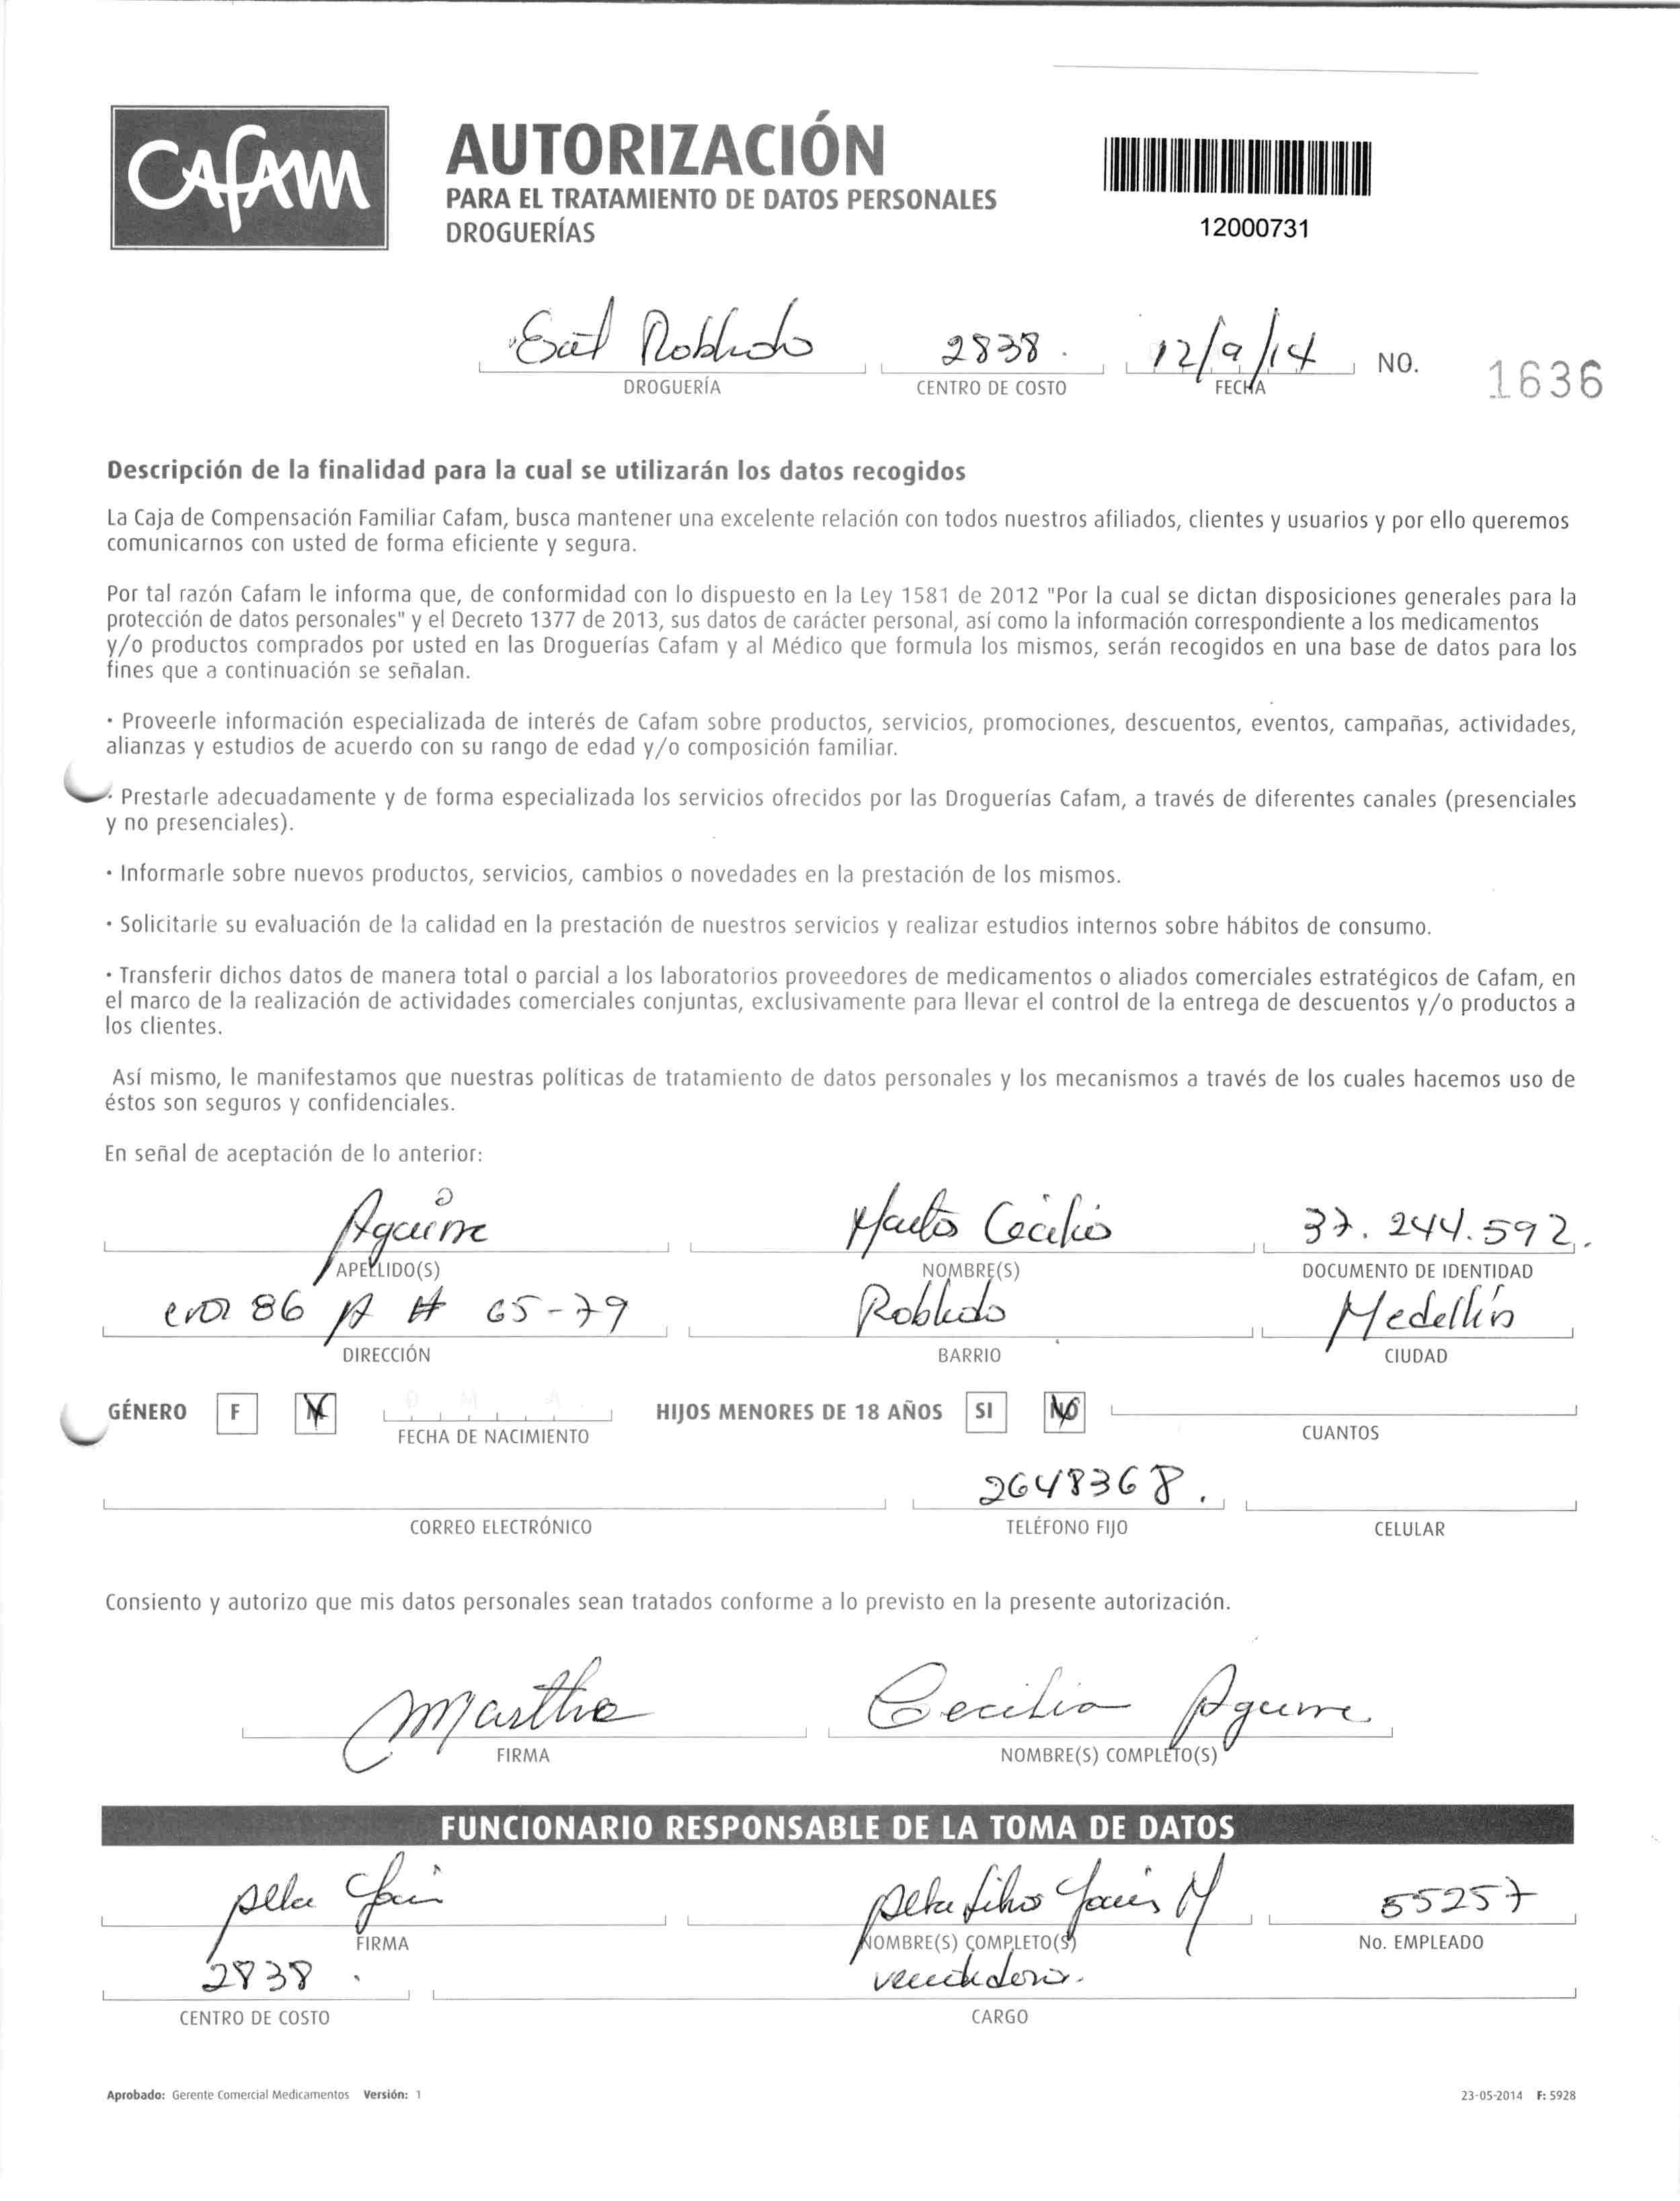 CAFAM
AUTORIZACIÓN
PARA EL TRATAMIENTO DE DATOS PERSONALES
DROGUERÍAS
12000731
Robledo 2838 . 12/9/14 NO. 1636
DROGUERÍA CENTRO DE COSTO FECHA
Descripción de la finalidad para la cual se utilizarán los datos recogidos
La Caja de Compensación Familiar Cafam, busca mantener una excelente relación con todos nuestros afiliados, clientes y usuarios y por ello queremos
comunicarnos con usted de forma eficiente y segura.
Por tal razón Cafam le informa que, de conformidad con lo dispuesto en la Ley 1581 de 2012 "Por la cual se dictan disposiciones generales para la
protección de datos personales" y el Decreto 1377 de 2013, sus datos de carácter personal, así como la información correspondiente a los medicamentos
y/o productos comprados por usted en las Droguerías Cafam y al Médico que formula los mismos, serán recogidos en una base de datos para los
fines que a continuación se señalan.
· Proveerle información especializada de interés de Cafam sobre productos, servicios, promociones, descuentos, eventos, campañas, actividades,
alianzas y estudios de acuerdo con su rango de edad y/o composición familiar.
· Prestarle adecuadamente y de forma especializada los servicios ofrecidos por las Droguerías Cafam, a través de diferentes canales (presenciales
y no presenciales).
· Informarle sobre nuevos productos, servicios, cambios o novedades en la prestación de los mismos.
· Solicitarle su evaluación de la calidad en la prestación de nuestros servicios y realizar estudios internos sobre hábitos de consumo.
· Transferir dichos datos de manera total o parcial a los laboratorios proveedores de medicamentos o aliados comerciales estratégicos de Cafam, en
el marco de la realización de actividades comerciales conjuntas, exclusivamente para llevar el control de la entrega de descuentos y/o productos a
los clientes.
Así mismo, le manifestamos que nuestras políticas de tratamiento de datos personales y los mecanismos a través de los cuales hacemos uso de
éstos son seguros y confidenciales.
En señal de aceptación de lo anterior:
Aguirre Cecilia 37.244.592.
APELLIDO(S) NOMBRE(S) DOCUMENTO DE IDENTIDAD
cra 86 A # 65-79 Robledo Medellín
DIRECCIÓN BARRIO CIUDAD
GÉNERO F M HIJOS MENORES DE 18 AÑOS SI NO
FECHA DE NACIMIENTO CUANTOS
2648368.
CORREO ELECTRÓNICO TELÉFONO FIJO CELULAR
Consiento y autorizo que mis datos personales sean tratados conforme a lo previsto en la presente autorización.
Martha Cecilia Aguirre
FIRMA NOMBRE(S) COMPLETO(S)
FUNCIONARIO RESPONSABLE DE LA TOMA DE DATOS
55257
FIRMA NOMBRE(S) COMPLETO(S) No. EMPLEADO
2838 . vendedora.
CENTRO DE COSTO CARGO
Aprobado: Gerente Comercial Medicamentos Versión: 1 23-05-2014 F: 5928